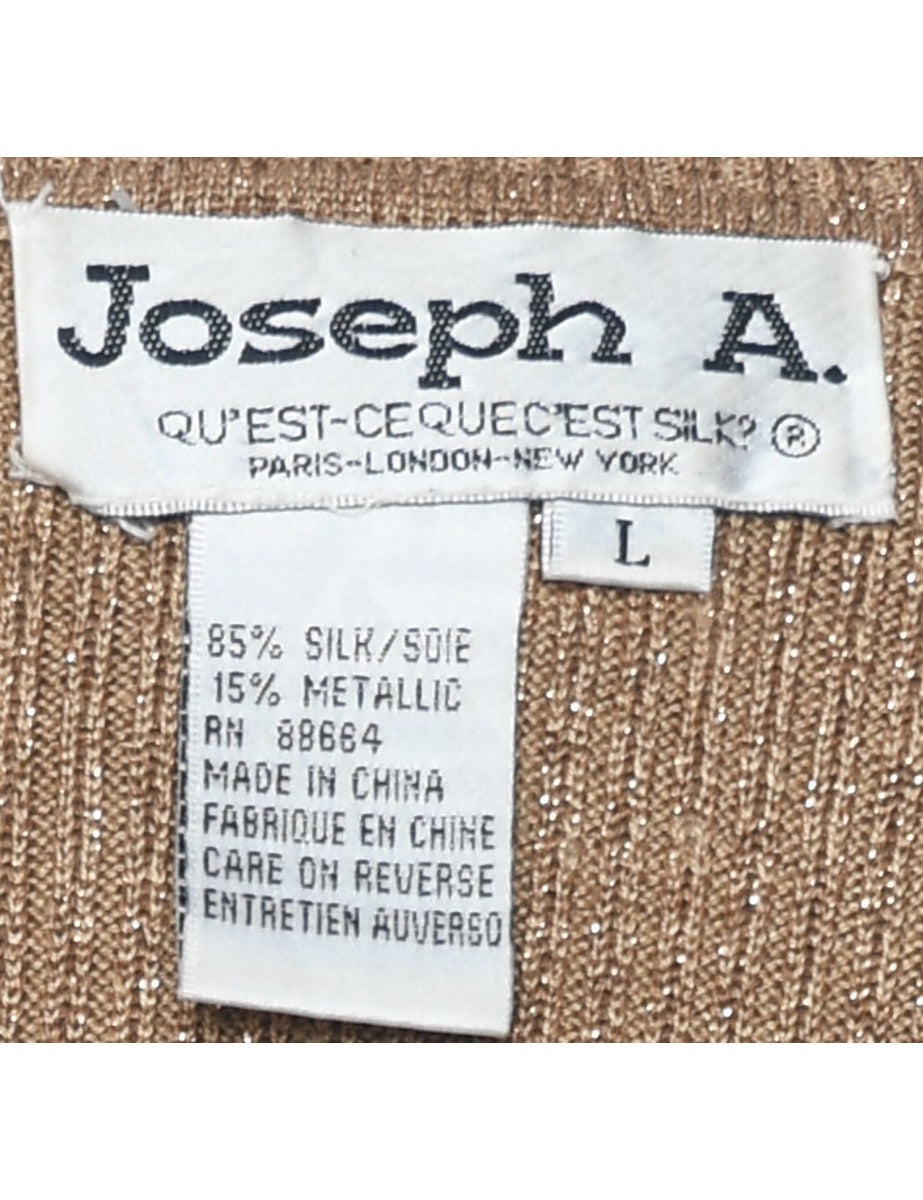 Joseph A.
QU'EST-CEQUEC'EST SILK? ®
PARIS-LONDON-NEW YORK
L
85% SILK/SOIE
15% METALLIC
RN 88664
MADE IN CHINA
FABRIQUE EN CHINE
CARE ON REVERSE
ENTRETIEN AUVERSO